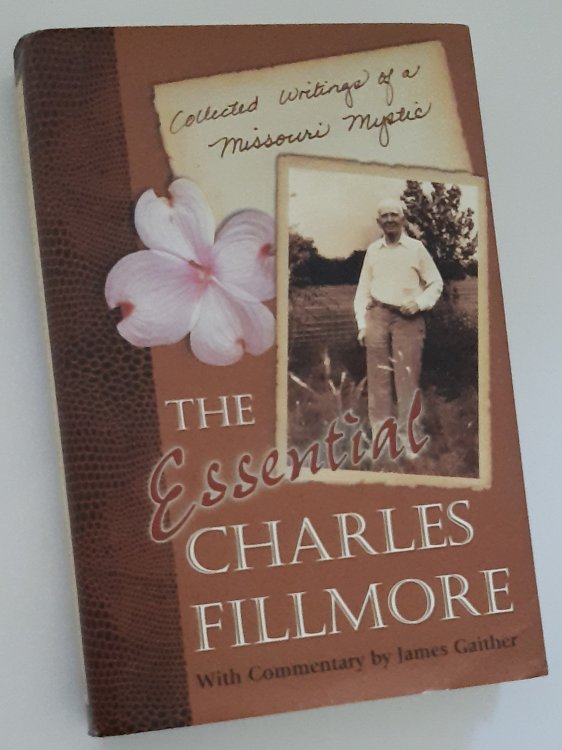 Collected Writings of a
Missouri Mystic
THE
Essential
CHARLES
FILLMORE
With Commentary by James Gaither